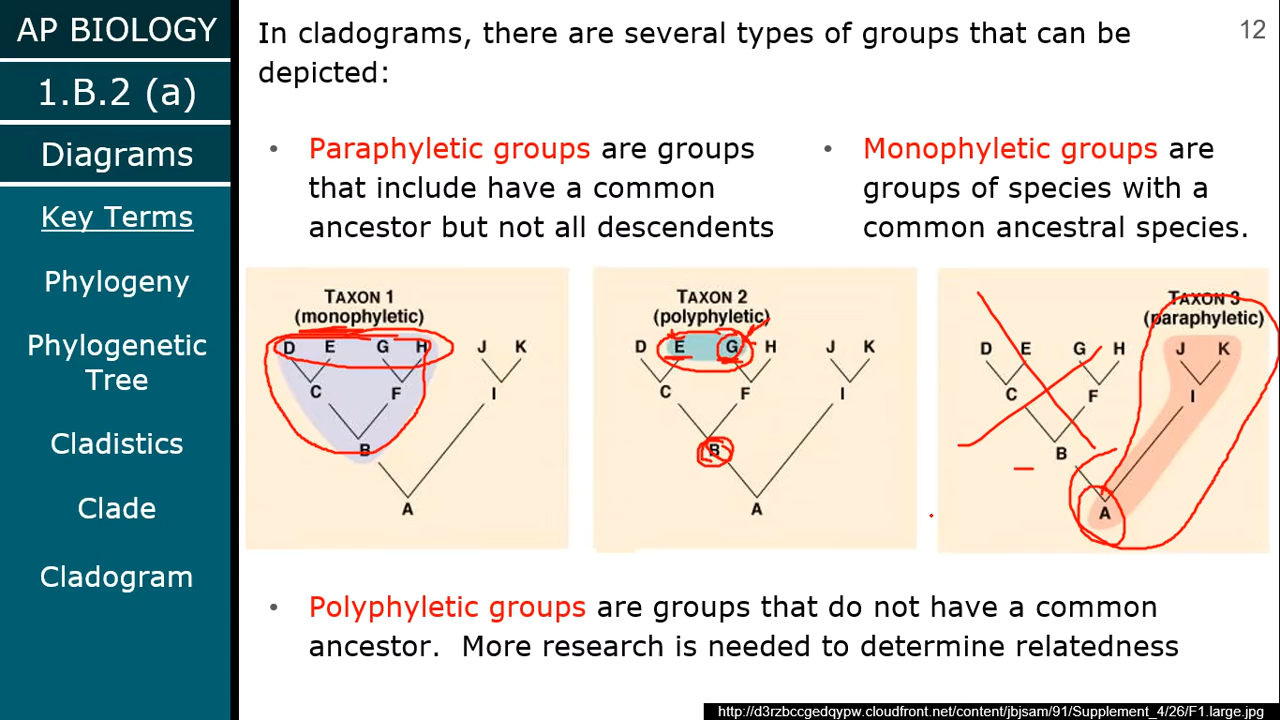 AP BIOLOGY
1.B.2 (a)
Diagrams
Key Terms
Phylogeny
Phylogenetic
Tree
Cladistics
Clade
Cladogram
In cladograms, there are several types of groups that can be
depicted:
12
• Paraphyletic groups are groups
that include have a common
ancestor but not all descendents
• Monophyletic groups are
groups of species with a
common ancestral species.
TAXON 1
(monophyletic)
D E G H J K
C F I
B
A
TAXON 2
(polyphyletic)
D E G H J K
C F I
B
A
TAXON 3
(paraphyletic)
D E G H J K
C F I
B
A
• Polyphyletic groups are groups that do not have a common
ancestor. More research is needed to determine relatedness
http://d3rzbccgedqypw.cloudfront.net/content/jbjsam/91/Supplement_4/26/F1.large.jpg